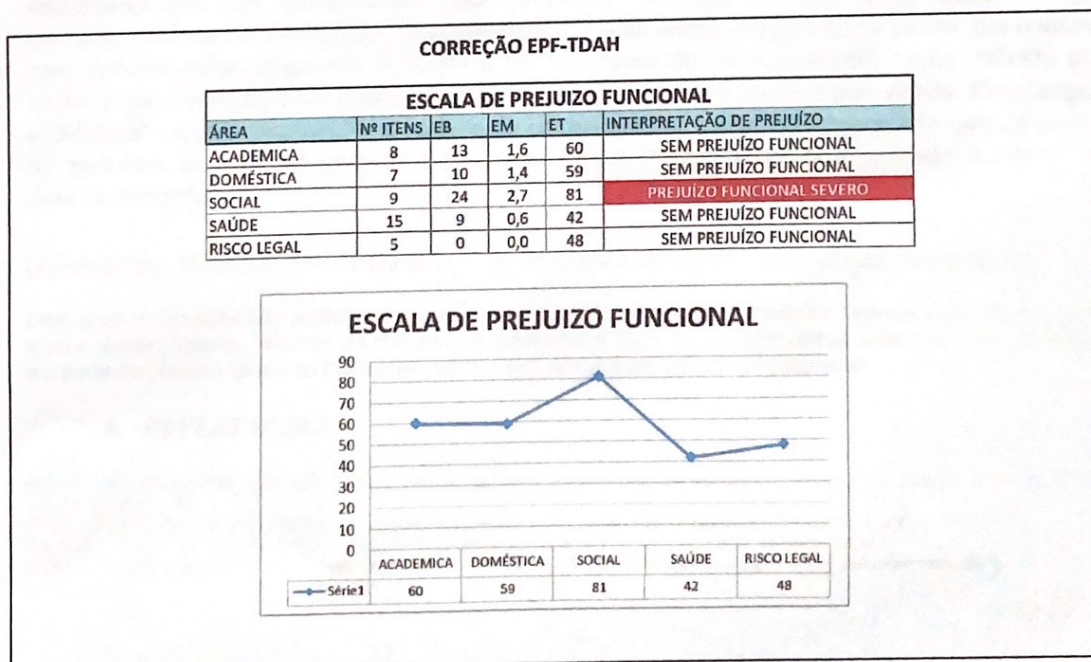 CORREÇÃO EPF-TDAH
ESCALA DE PREJUIZO FUNCIONAL
ÁREA Nº ITENS EB EM ET INTERPRETAÇÃO DE PREJUÍZO
ACADEMICA 8 13 1,6 60 SEM PREJUÍZO FUNCIONAL
DOMÉSTICA 7 10 1,4 59 SEM PREJUÍZO FUNCIONAL
SOCIAL 9 24 2,7 81 PREJUÍZO FUNCIONAL SEVERO
SAÚDE 15 9 0,6 42 SEM PREJUÍZO FUNCIONAL
RISCO LEGAL 5 0 0,0 48 SEM PREJUÍZO FUNCIONAL
ESCALA DE PREJUIZO FUNCIONAL
90
80
70
60
50
40
30
20
10
0
ACADEMICA DOMÉSTICA SOCIAL SAÚDE RISCO LEGAL
Série1 60 59 81 42 48